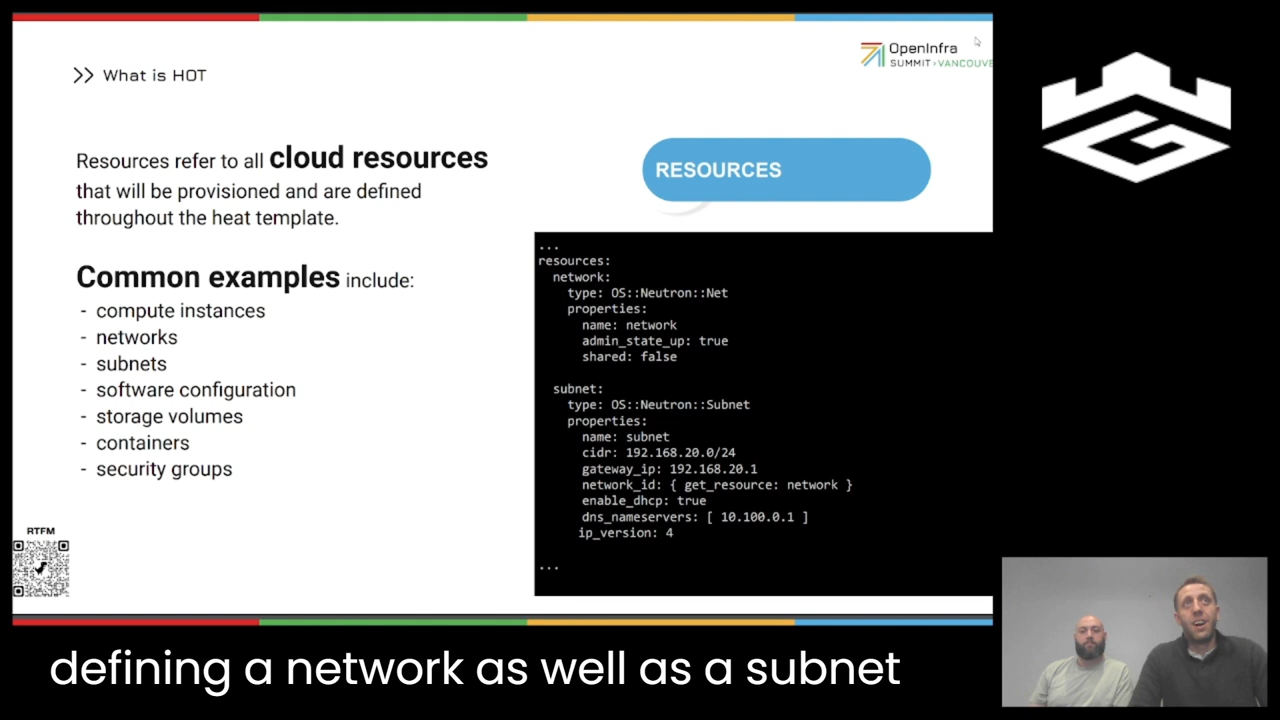 >> What is HOT
OpenInfra
SUMMIT › VANCOUVE
Resources refer to all cloud resources
that will be provisioned and are defined
throughout the heat template.
Common examples include:
- compute instances
- networks
- subnets
- software configuration
- storage volumes
- containers
- security groups
RTFM
RESOURCES
...
resources:
  network:
    type: OS::Neutron::Net
    properties:
      name: network
      admin_state_up: true
      shared: false
  subnet:
    type: OS::Neutron::Subnet
    properties:
      name: subnet
      cidr: 192.168.20.0/24
      gateway_ip: 192.168.20.1
      network_id: { get_resource: network }
      enable_dhcp: true
      dns_nameservers: [ 10.100.0.1 ]
      ip_version: 4
...
defining a network as well as a subnet